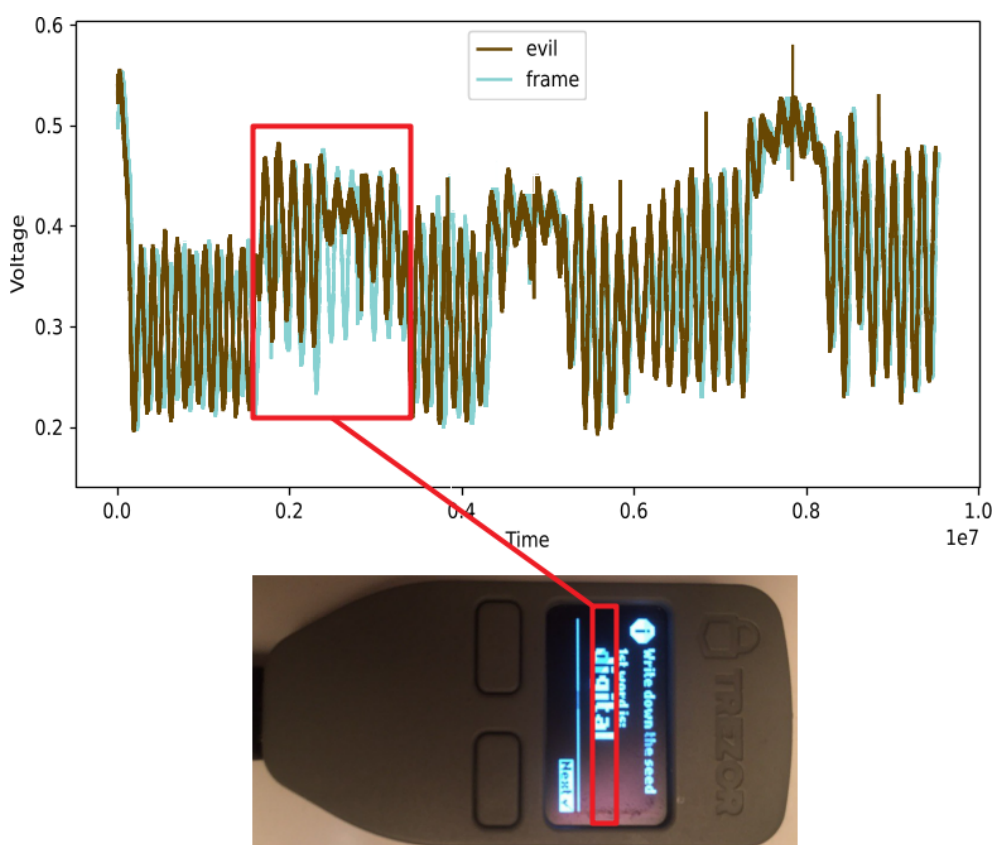 0.6
0.5
0.4
0.3
0.2
Voltage
evil
frame
0.0
0.2
0.4
0.6
0.8
1.0
Time
1e7
TREZOR
Write down the seed
1st word is:
digital
Next